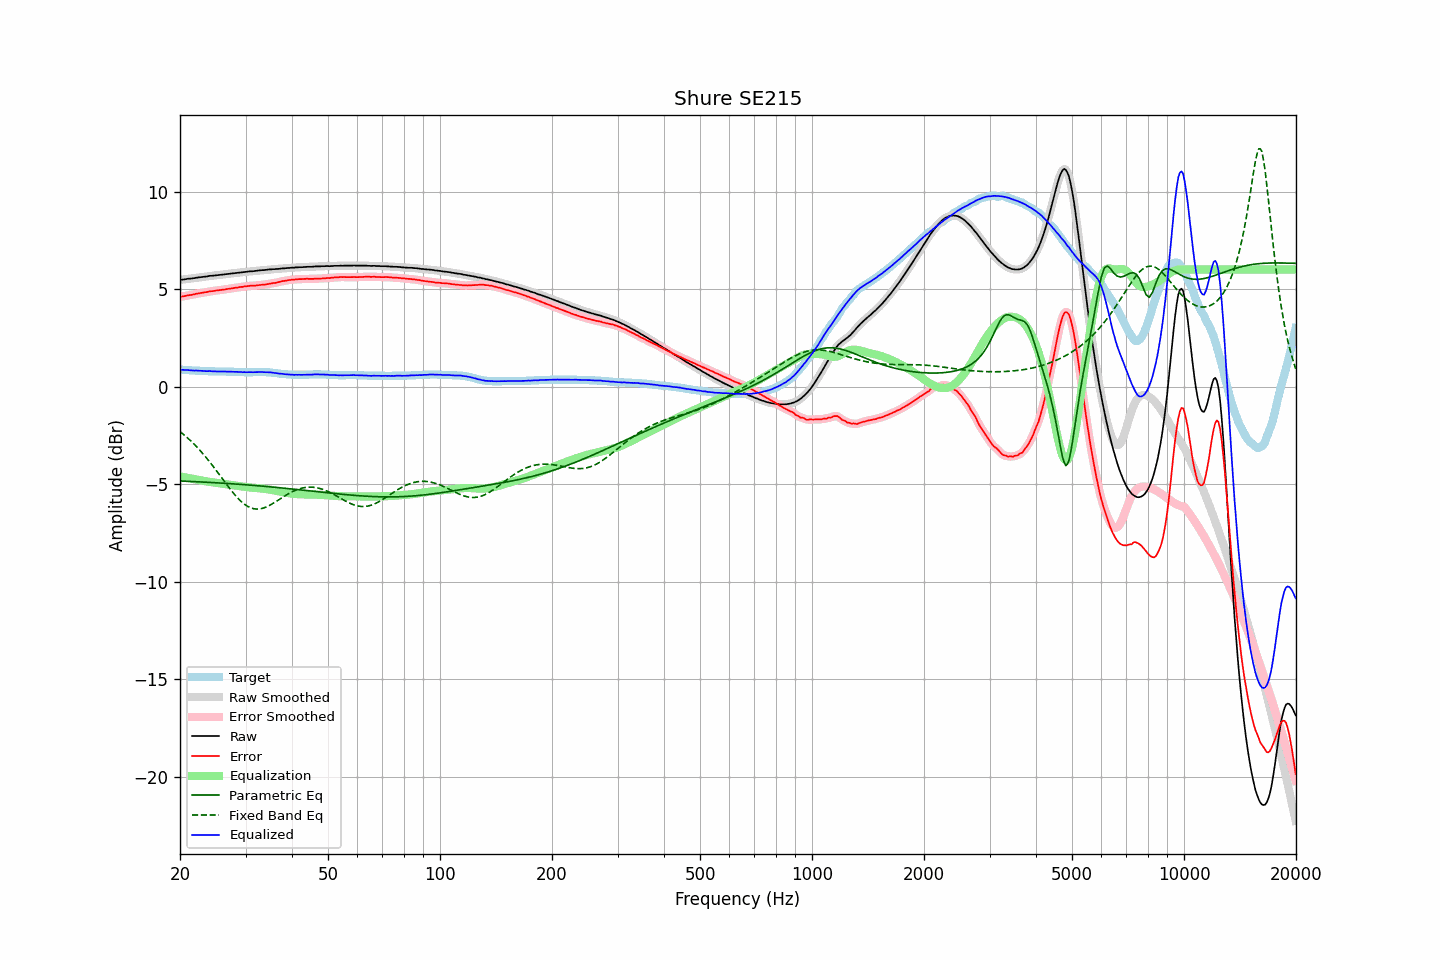 Shure SE215
Amplitude (dBr)
10
5
0
−5
−10
−15
−20
Target
Raw Smoothed
Error Smoothed
Raw
Error
Equalization
Parametric Eq
Fixed Band Eq
Equalized
20 50 100 200 500 1000 2000 5000 10000 20000
Frequency (Hz)